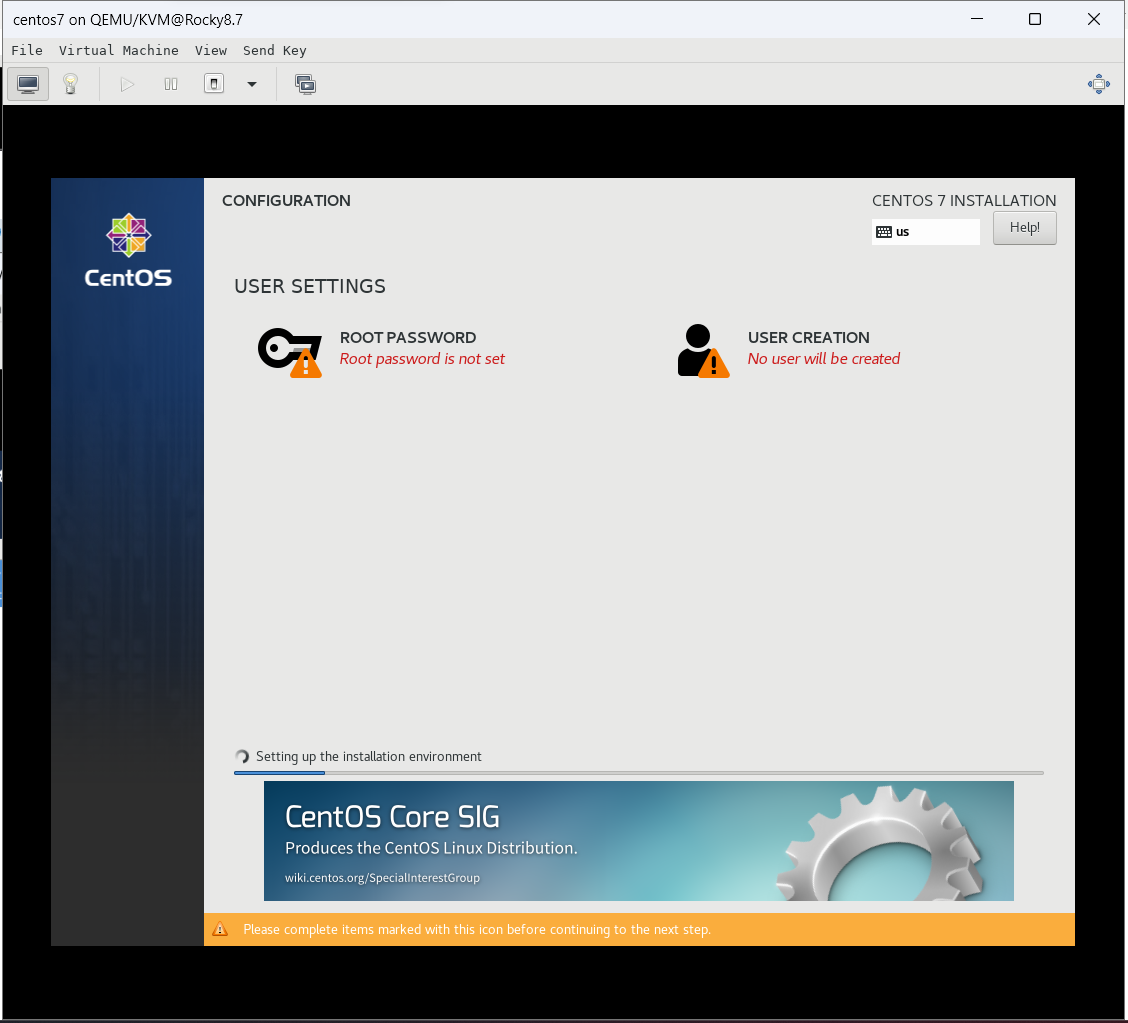 centos7 on QEMU/KVM@Rocky8.7
File Virtual Machine View Send Key
CentOS
CONFIGURATION
CENTOS 7 INSTALLATION
us
Help!
USER SETTINGS
ROOT PASSWORD
Root password is not set
USER CREATION
No user will be created
Setting up the installation environment
CentOS Core SIG
Produces the CentOS Linux Distribution.
wiki.centos.org/SpecialInterestGroup
Please complete items marked with this icon before continuing to the next step.